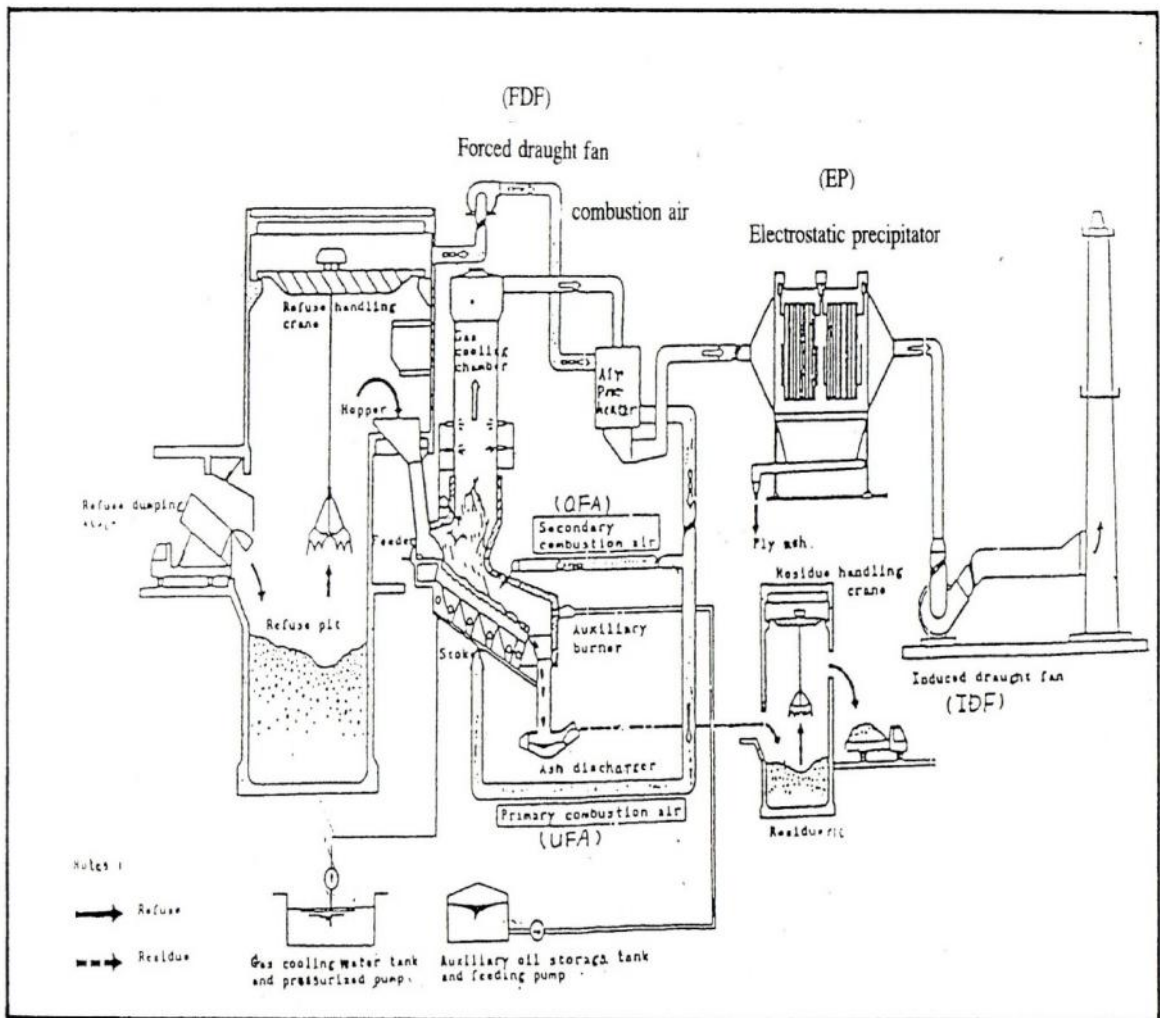 (FDF)
Forced draught fan
combustion air
(EP)
Electrostatic precipitator
Refuse handling
crane
Gas
cooling
chamber
Air
Pre
heater
Hopper
Refuse dumping
(OFA)
Secondary
combustion air
Feeder
Fly ash.
Residue handling
crane
Refuse pit
Auxiliary
burner
Stoker
Induced draught fan
(IDF)
Ash discharger
Primary combustion air
(UFA)
Residue pit
Notes
Refuse
Residue
Gas cooling water tank
and pressurized pump.
Auxiliary oil storage tank
and feeding pump